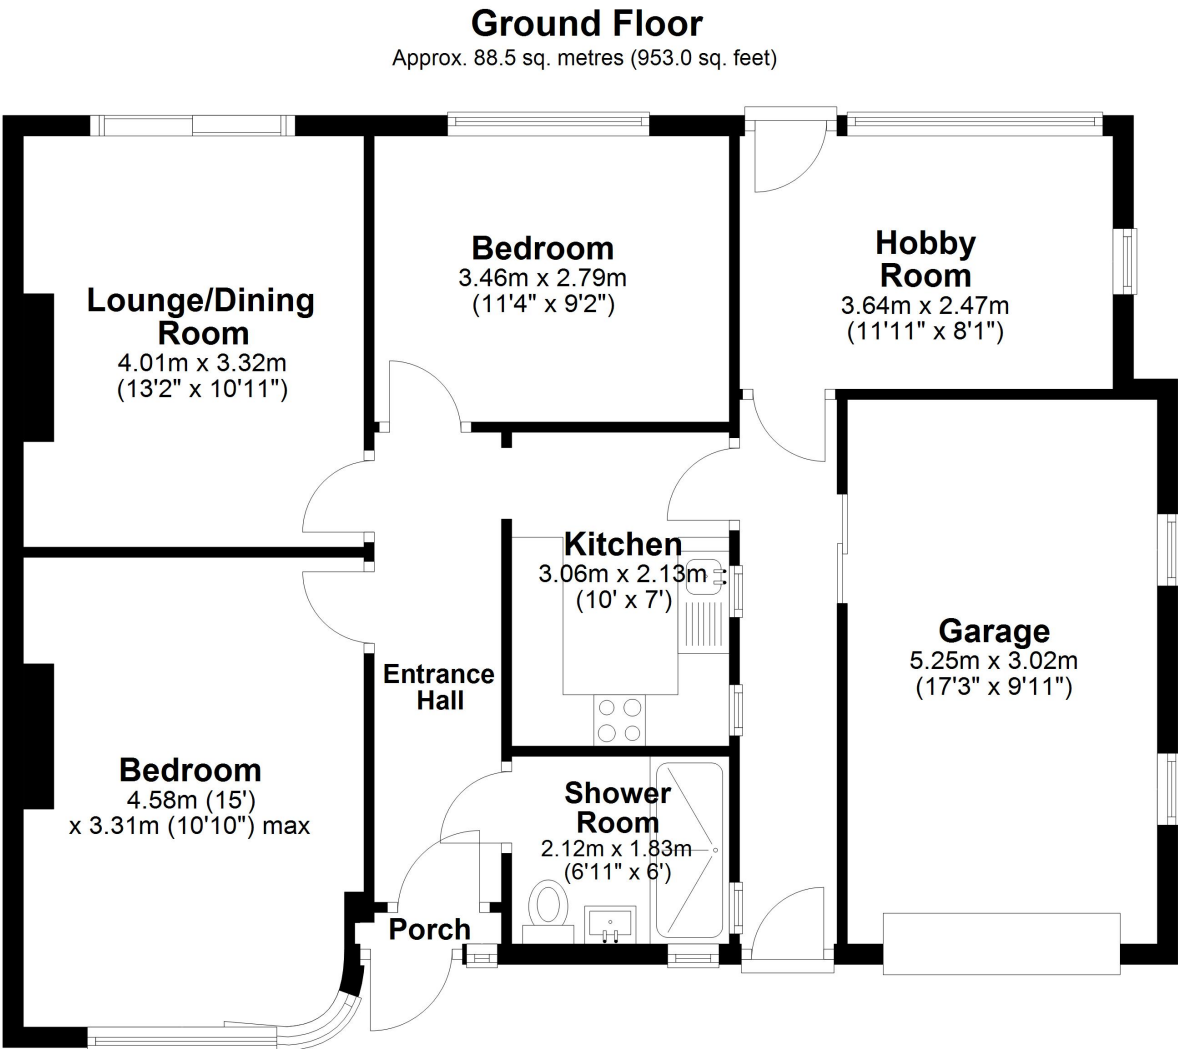 Ground Floor
Approx. 88.5 sq. metres (953.0 sq. feet)
Lounge/Dining
Room
4.01m x 3.32m
(13'2" x 10'11")
Bedroom
3.46m x 2.79m
(11'4" x 9'2")
Hobby
Room
3.64m x 2.47m
(11'11" x 8'1")
Kitchen
3.06m x 2.13m
(10' x 7')
Garage
5.25m x 3.02m
(17'3" x 9'11")
Entrance
Hall
Bedroom
4.58m (15')
x 3.31m (10'10") max
Shower
Room
2.12m x 1.83m
(6'11" x 6')
Porch